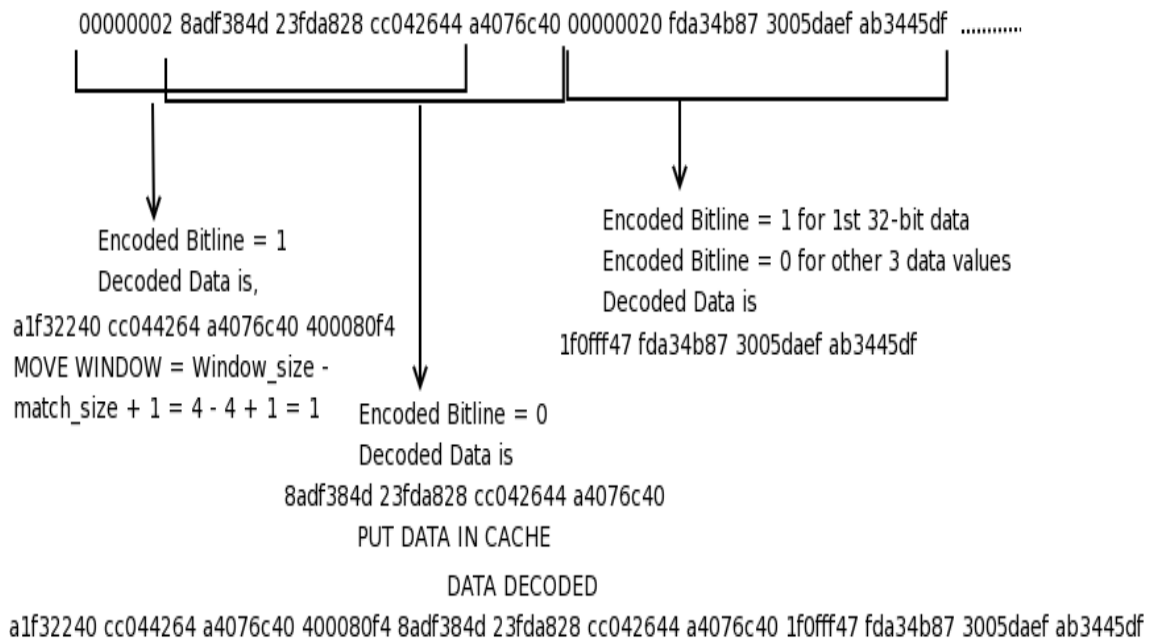 00000002 8adf384d 23fda828 cc042644 a4076c40 00000020 fda34b87 3005daef ab3445df ............
Encoded Bitline = 1
Decoded Data is,
a1f32240 cc044264 a4076c40 400080f4
MOVE WINDOW = Window_size -
match_size + 1 = 4 - 4 + 1 = 1
Encoded Bitline = 0
Decoded Data is
8adf384d 23fda828 cc042644 a4076c40
PUT DATA IN CACHE
Encoded Bitline = 1 for 1st 32-bit data
Encoded Bitline = 0 for other 3 data values
Decoded Data is
1f0fff47 fda34b87 3005daef ab3445df
DATA DECODED
a1f32240 cc044264 a4076c40 400080f4 8adf384d 23fda828 cc042644 a4076c40 1f0fff47 fda34b87 3005daef ab3445df